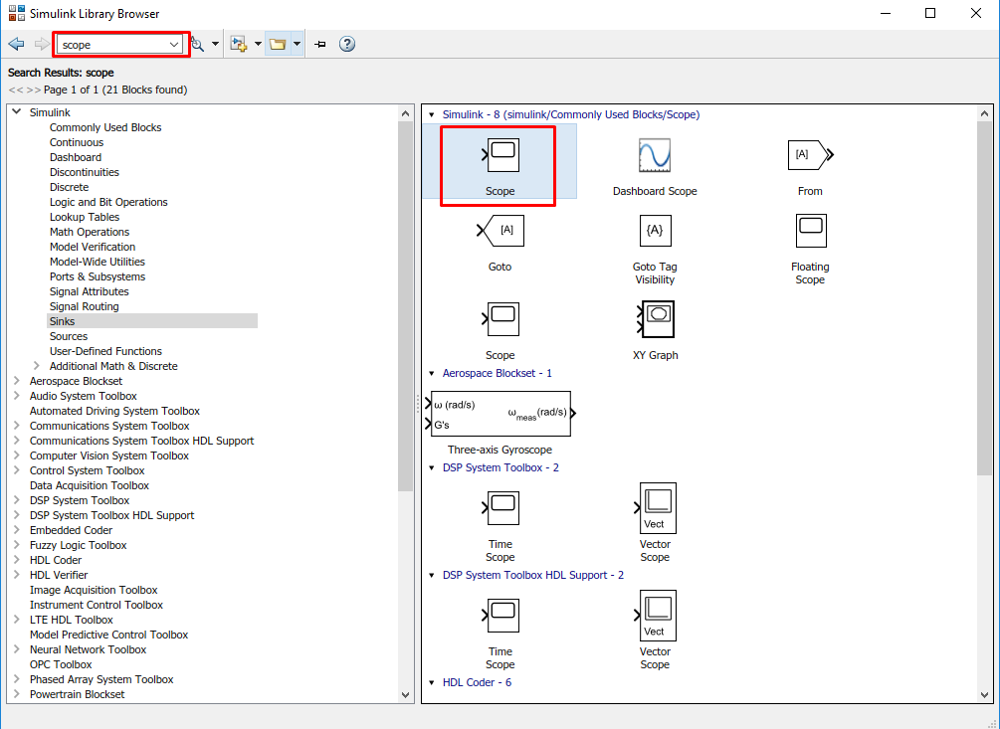 Simulink Library Browser
scope
Search Results: scope
<< >> Page 1 of 1 (21 Blocks found)
Simulink
Commonly Used Blocks
Continuous
Dashboard
Discontinuities
Discrete
Logic and Bit Operations
Lookup Tables
Math Operations
Model Verification
Model-Wide Utilities
Ports & Subsystems
Signal Attributes
Signal Routing
Sinks
Sources
User-Defined Functions
Additional Math & Discrete
Aerospace Blockset
Audio System Toolbox
Automated Driving System Toolbox
Communications System Toolbox
Communications System Toolbox HDL Support
Computer Vision System Toolbox
Control System Toolbox
Data Acquisition Toolbox
DSP System Toolbox
DSP System Toolbox HDL Support
Embedded Coder
Fuzzy Logic Toolbox
HDL Coder
HDL Verifier
Image Acquisition Toolbox
Instrument Control Toolbox
LTE HDL Toolbox
Model Predictive Control Toolbox
Neural Network Toolbox
OPC Toolbox
Phased Array System Toolbox
Powertrain Blockset
Simulink - 8 (simulink/Commonly Used Blocks/Scope)
[A]
Scope
Dashboard Scope
From
[A]
{A}
Goto
Goto Tag
Visibility
Floating
Scope
Scope
XY Graph
Aerospace Blockset - 1
ω (rad/s)
ωmeas(rad/s)
G's
Three-axis Gyroscope
DSP System Toolbox - 2
Vect
Time
Scope
Vector
Scope
DSP System Toolbox HDL Support - 2
Vect
Time
Scope
Vector
Scope
HDL Coder - 6